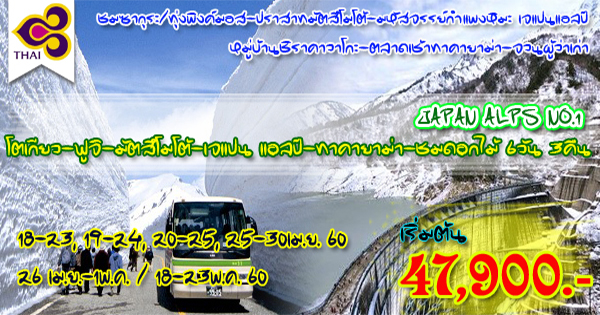 ชมซากุระ/ทุ่งพิงค์มอส-ปราสาทมัตสึโมโต้-มหัศจรรย์กำแพงหิมะ เจแปนแอลป์
หมู่บ้านชิราคาวาโกะ-ตลาดเช้าทาคายาม่า-จวนผู้ว่าเก่า
THAI
JAPAN ALPS NO.1
โตเกียว-ฟูจิ-มัตสึโมโต้-เจแปน แอลป์-ทาคายาม่า-ชมดอกไม้ 6วัน 3คืน
18-23, 19-24, 20-25, 25-30เม.ย. 60
26 เม.ย.-1พ.ค. / 18-23พ.ค. 60
เริ่มต้น
47,900.-